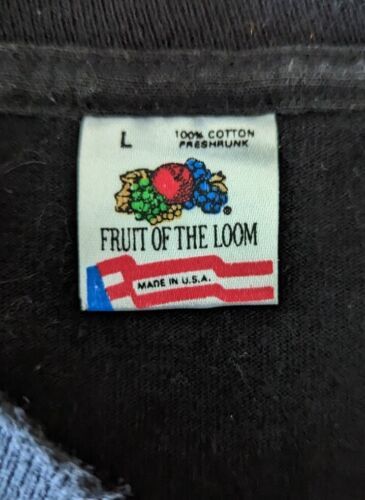 L
100% COTTON
PRESHRUNK
®
FRUIT OF THE LOOM
MADE IN U.S.A.